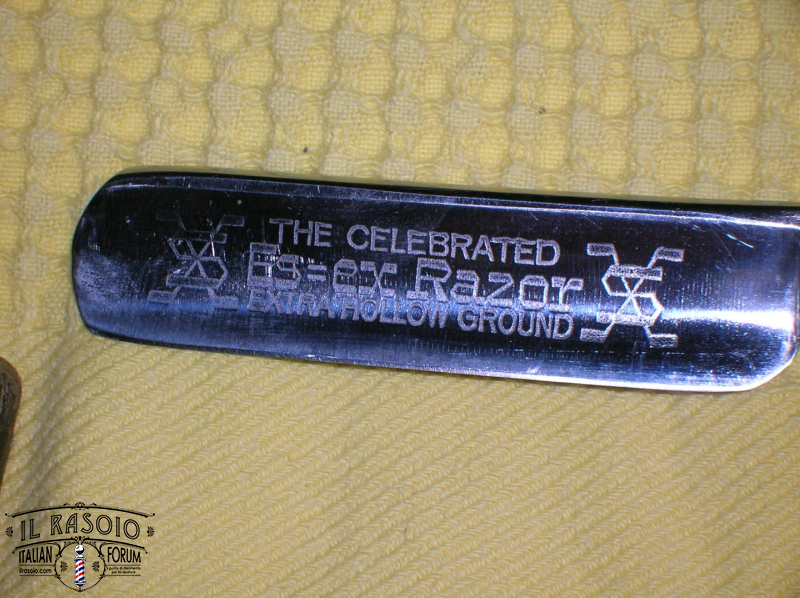 THE CELEBRATED
Es=ex Razor
EXTRA HOLLOW GROUND
IL RASOIO
ITALIAN FORUM
ilrasoio.com